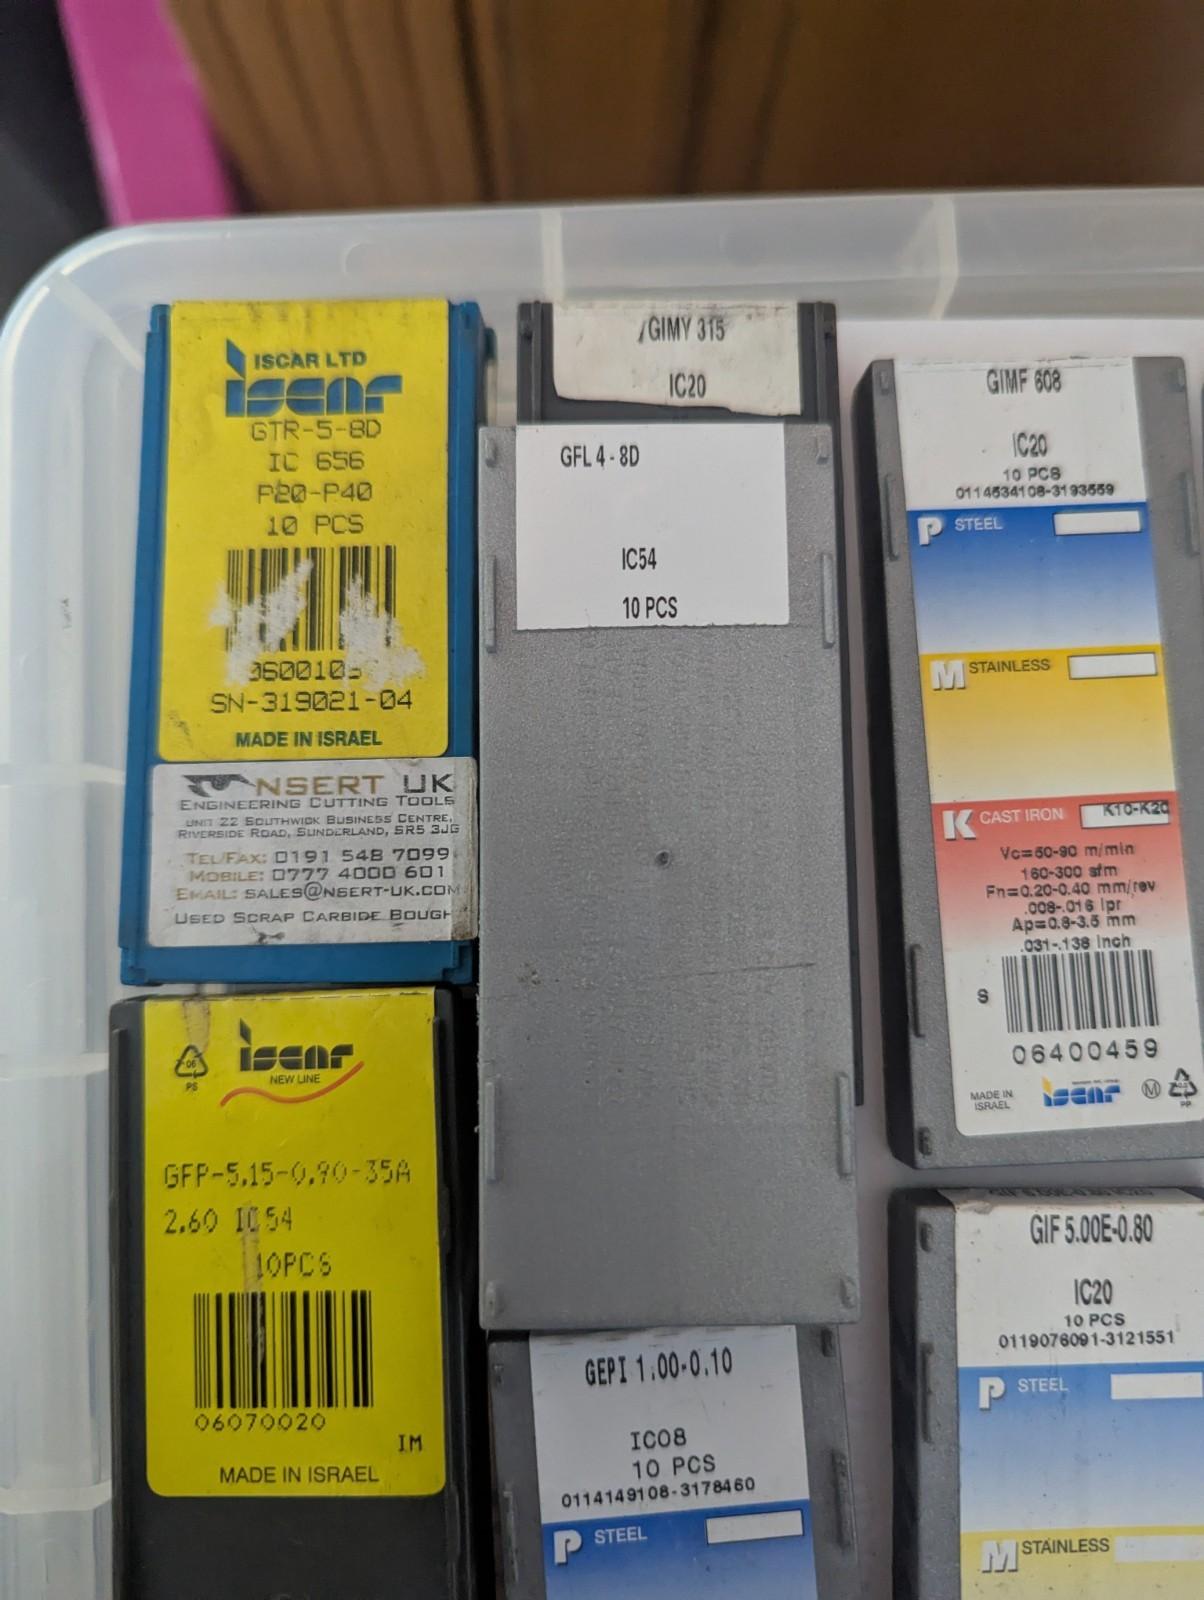 ISCAR LTD
iscar
GTR-5-8D
IC 656
P20-P40
10 PCS
SN-319021-04
MADE IN ISRAEL
NSERT UK
ENGINEERING CUTTING TOOLS
UNIT 22 SOUTHWICK BUSINESS CENTRE,
RIVERSIDE ROAD, SUNDERLAND, SR5 3JG
TEL/FAX: 0191 548 7099
MOBILE: 0777 4000 601
EMAIL: SALES@NSERT-UK.COM
USED SCRAP CARBIDE BOUGH
06
PS
iscar
NEW LINE
GFP-5.15-0.90-35A
2.60 IC54
10PCS
06070020
IM
MADE IN ISRAEL
/GIMY 315
IC20
GFL 4 - 8D
IC54
10 PCS
GEPI 1.00-0.10
IC08
10 PCS
0114149108-3178460
P STEEL
GIMF 608
IC20
10 PCS
0114534108-3193559
P STEEL
M STAINLESS
K CAST IRON K10-K20
Vc=50-90 m/min
160-300 sfm
Fn=0.20-0.40 mm/rev
.008-.016 ipr
Ap=0.8-3.5 mm
.031-.138 inch
S
06400459
MADE IN
ISRAEL
iscar
M
PP
GIF 5.00E-0.80
IC20
10 PCS
0119076091-3121551
P STEEL
M STAINLESS